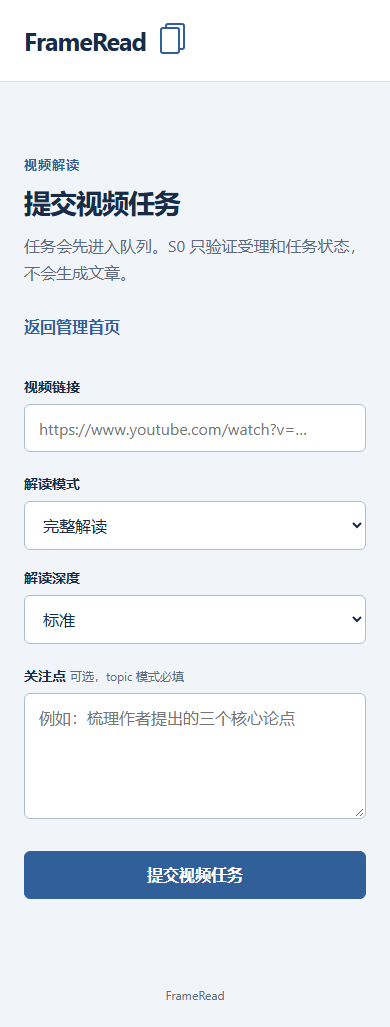 FrameRead
视频解读
提交视频任务
任务会先进入队列。S0 只验证受理和任务状态，
不会生成文章。
返回管理首页
视频链接
https://www.youtube.com/watch?v=...
解读模式
完整解读
解读深度
标准
关注点 可选，topic 模式必填
例如：梳理作者提出的三个核心论点
提交视频任务
FrameRead